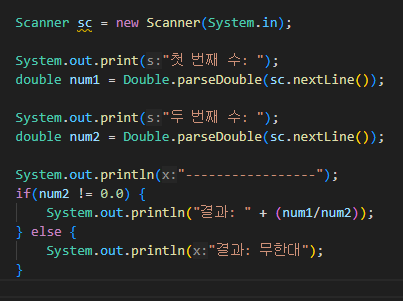 Scanner sc = new Scanner(System.in);
System.out.print(s:"첫 번째 수: ");
double num1 = Double.parseDouble(sc.nextLine());
System.out.print(s:"두 번째 수: ");
double num2 = Double.parseDouble(sc.nextLine());
System.out.println(x:"-----------------");
if(num2 != 0.0) {
System.out.println("결과: " + (num1/num2));
} else {
System.out.println(x:"결과: 무한대");
}